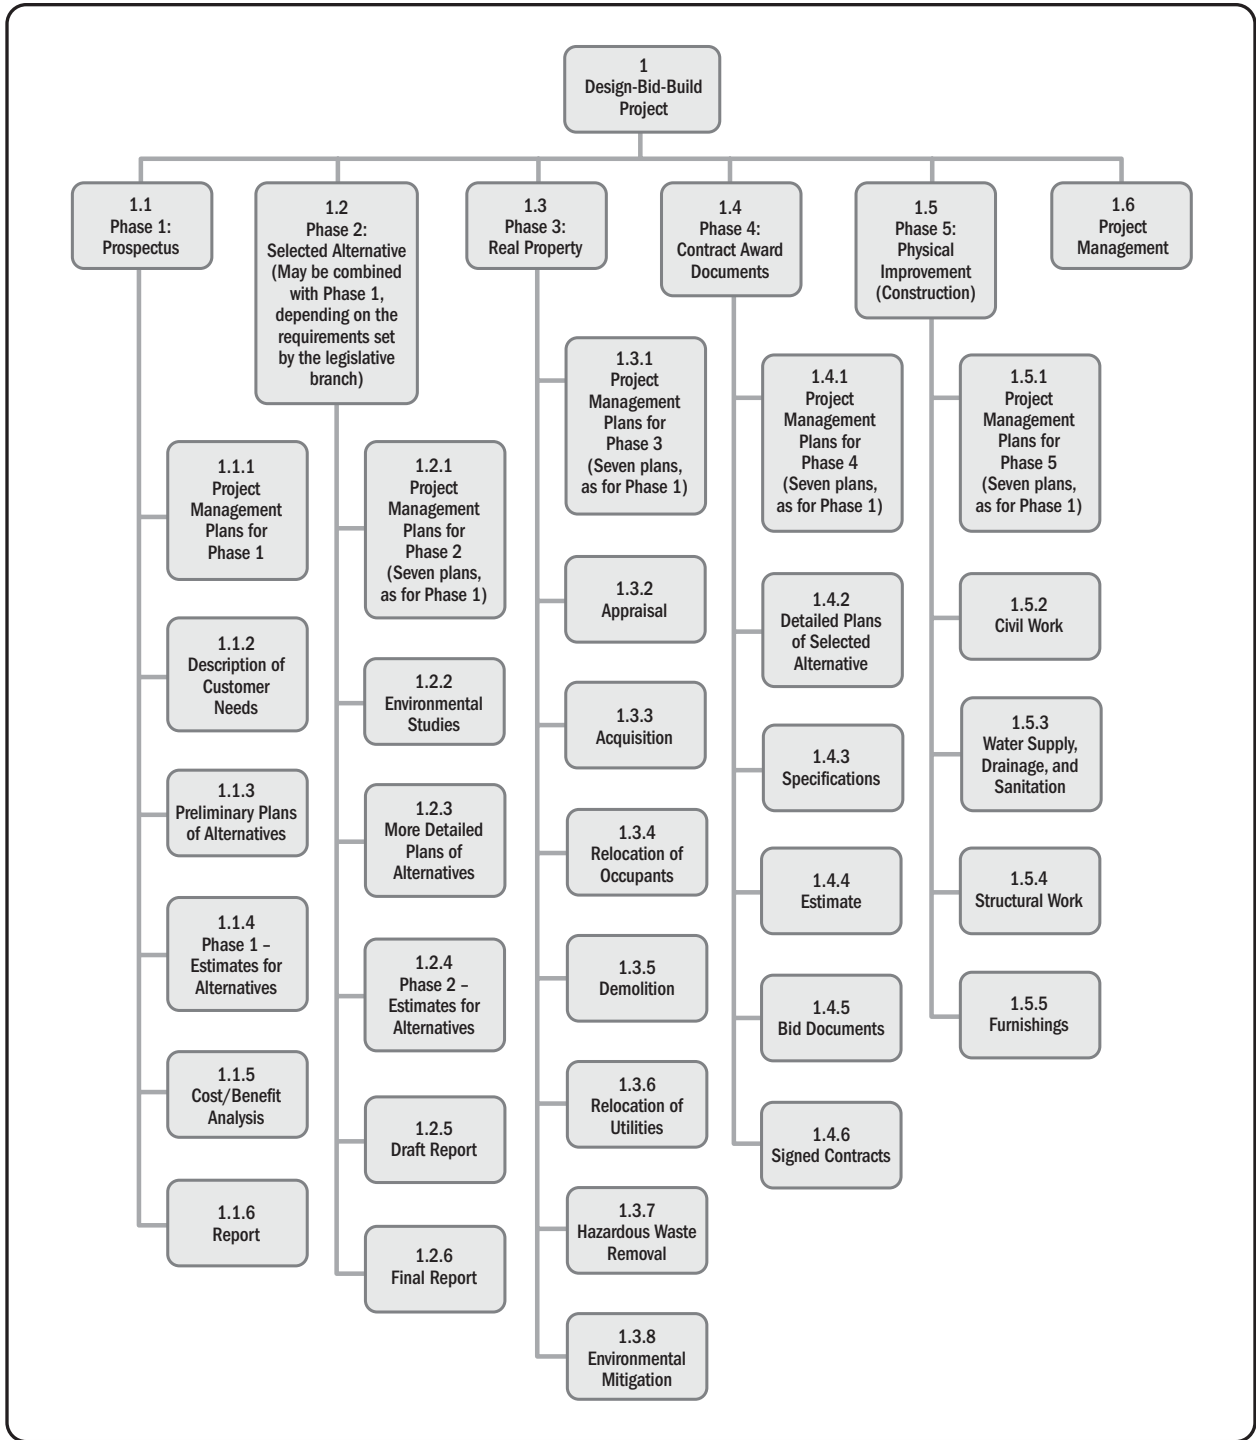 1
Design-Bid-Build
Project
1.1
Phase 1:
Prospectus
1.2
Phase 2:
Selected Alternative
(May be combined
with Phase 1,
depending on the
requirements set
by the legislative
branch)
1.3
Phase 3:
Real Property
1.4
Phase 4:
Contract Award
Documents
1.5
Phase 5:
Physical
Improvement
(Construction)
1.6
Project
Management
1.1.1
Project
Management
Plans for
Phase 1
1.1.2
Description of
Customer
Needs
1.1.3
Preliminary Plans
of Alternatives
1.1.4
Phase 1 –
Estimates for
Alternatives
1.1.5
Cost/Benefit
Analysis
1.1.6
Report
1.2.1
Project
Management
Plans for
Phase 2
(Seven plans,
as for Phase 1)
1.2.2
Environmental
Studies
1.2.3
More Detailed
Plans of
Alternatives
1.2.4
Phase 2 –
Estimates for
Alternatives
1.2.5
Draft Report
1.2.6
Final Report
1.3.1
Project
Management
Plans for
Phase 3
(Seven plans,
as for Phase 1)
1.3.2
Appraisal
1.3.3
Acquisition
1.3.4
Relocation of
Occupants
1.3.5
Demolition
1.3.6
Relocation of
Utilities
1.3.7
Hazardous Waste
Removal
1.3.8
Environmental
Mitigation
1.4.1
Project
Management
Plans for
Phase 4
(Seven plans,
as for Phase 1)
1.4.2
Detailed Plans
of Selected
Alternative
1.4.3
Specifications
1.4.4
Estimate
1.4.5
Bid Documents
1.4.6
Signed Contracts
1.5.1
Project
Management
Plans for
Phase 5
(Seven plans,
as for Phase 1)
1.5.2
Civil Work
1.5.3
Water Supply,
Drainage, and
Sanitation
1.5.4
Structural Work
1.5.5
Furnishings